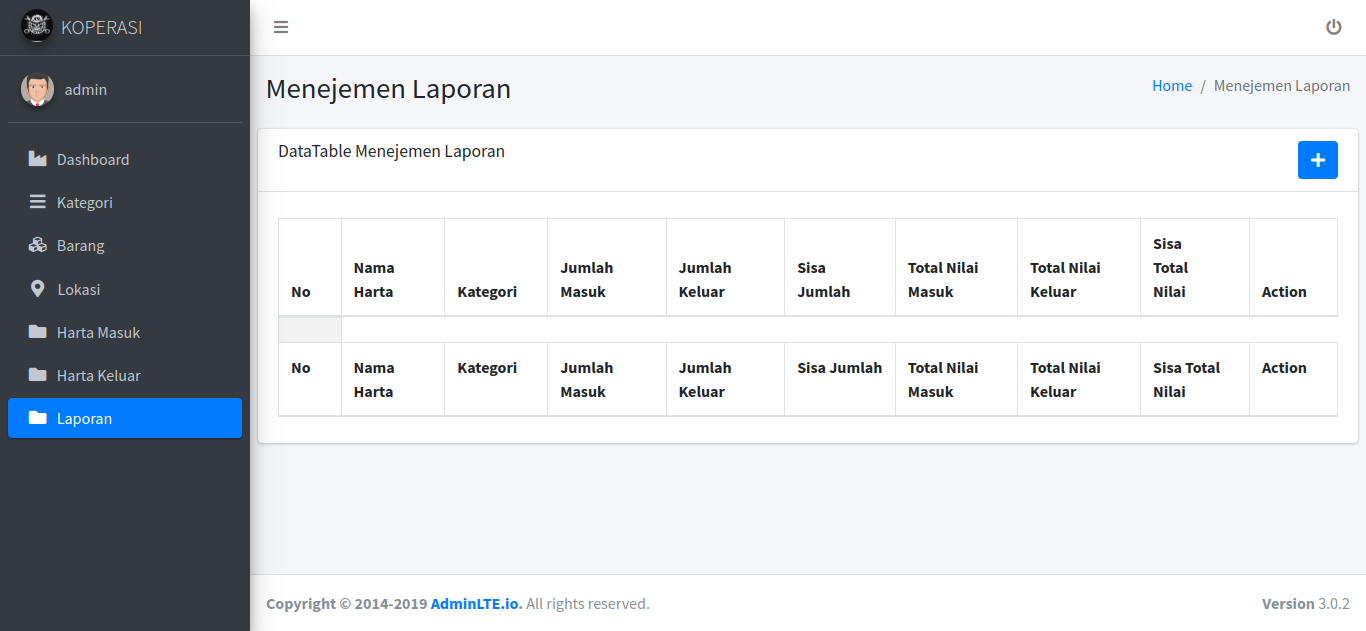 KOPERASI
admin
Dashboard
Kategori
Barang
Lokasi
Harta Masuk
Harta Keluar
Laporan
Menejemen Laporan
Home / Menejemen Laporan
DataTable Menejemen Laporan
No
Nama
Harta
Kategori
Jumlah
Masuk
Jumlah
Keluar
Sisa
Jumlah
Total Nilai
Masuk
Total Nilai
Keluar
Sisa
Total
Nilai
Action
No
Nama
Harta
Kategori
Jumlah
Masuk
Jumlah
Keluar
Sisa Jumlah
Total Nilai
Masuk
Total Nilai
Keluar
Sisa Total
Nilai
Action
Copyright © 2014-2019 AdminLTE.io. All rights reserved.
Version 3.0.2